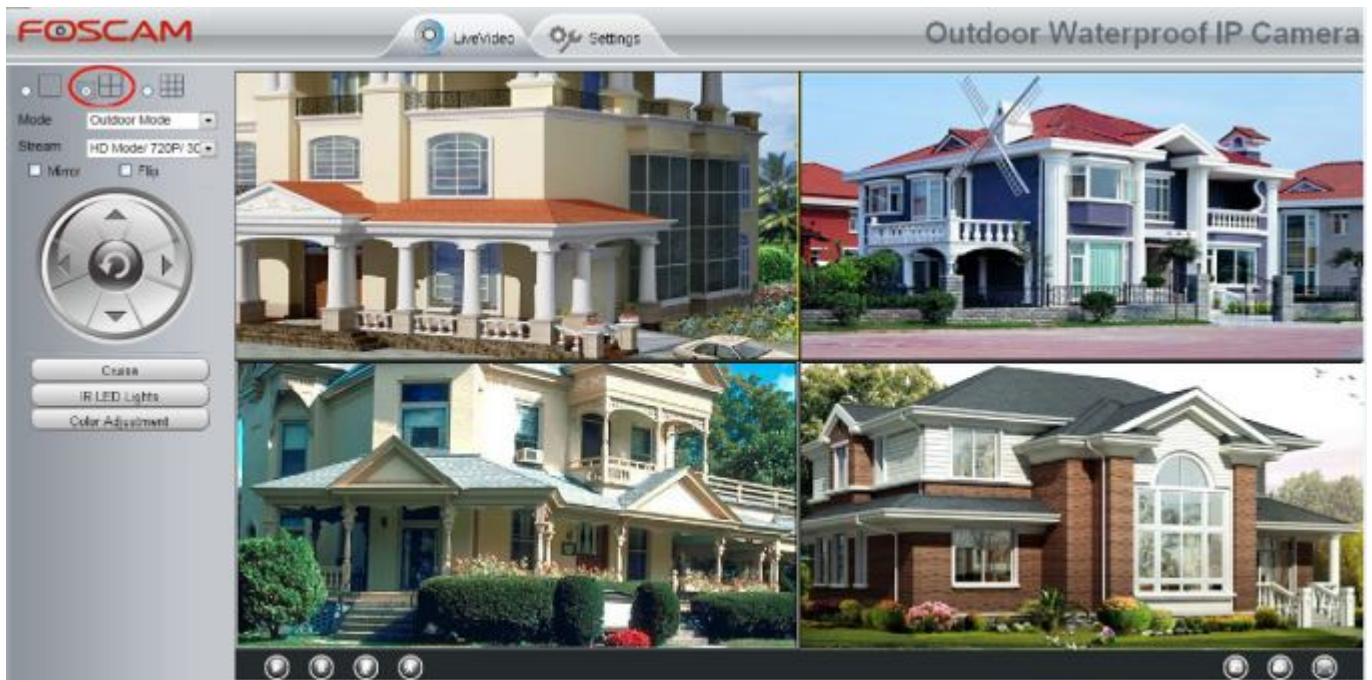 FOSCAM
LiveVideo
Settings
Outdoor Waterproof IP Camera
Mode
Outdoor Mode
Stream
HD Mode/ 720P/ 3C
Mirror
Flip
Cruise
IR LED Lights
Color Adjustment